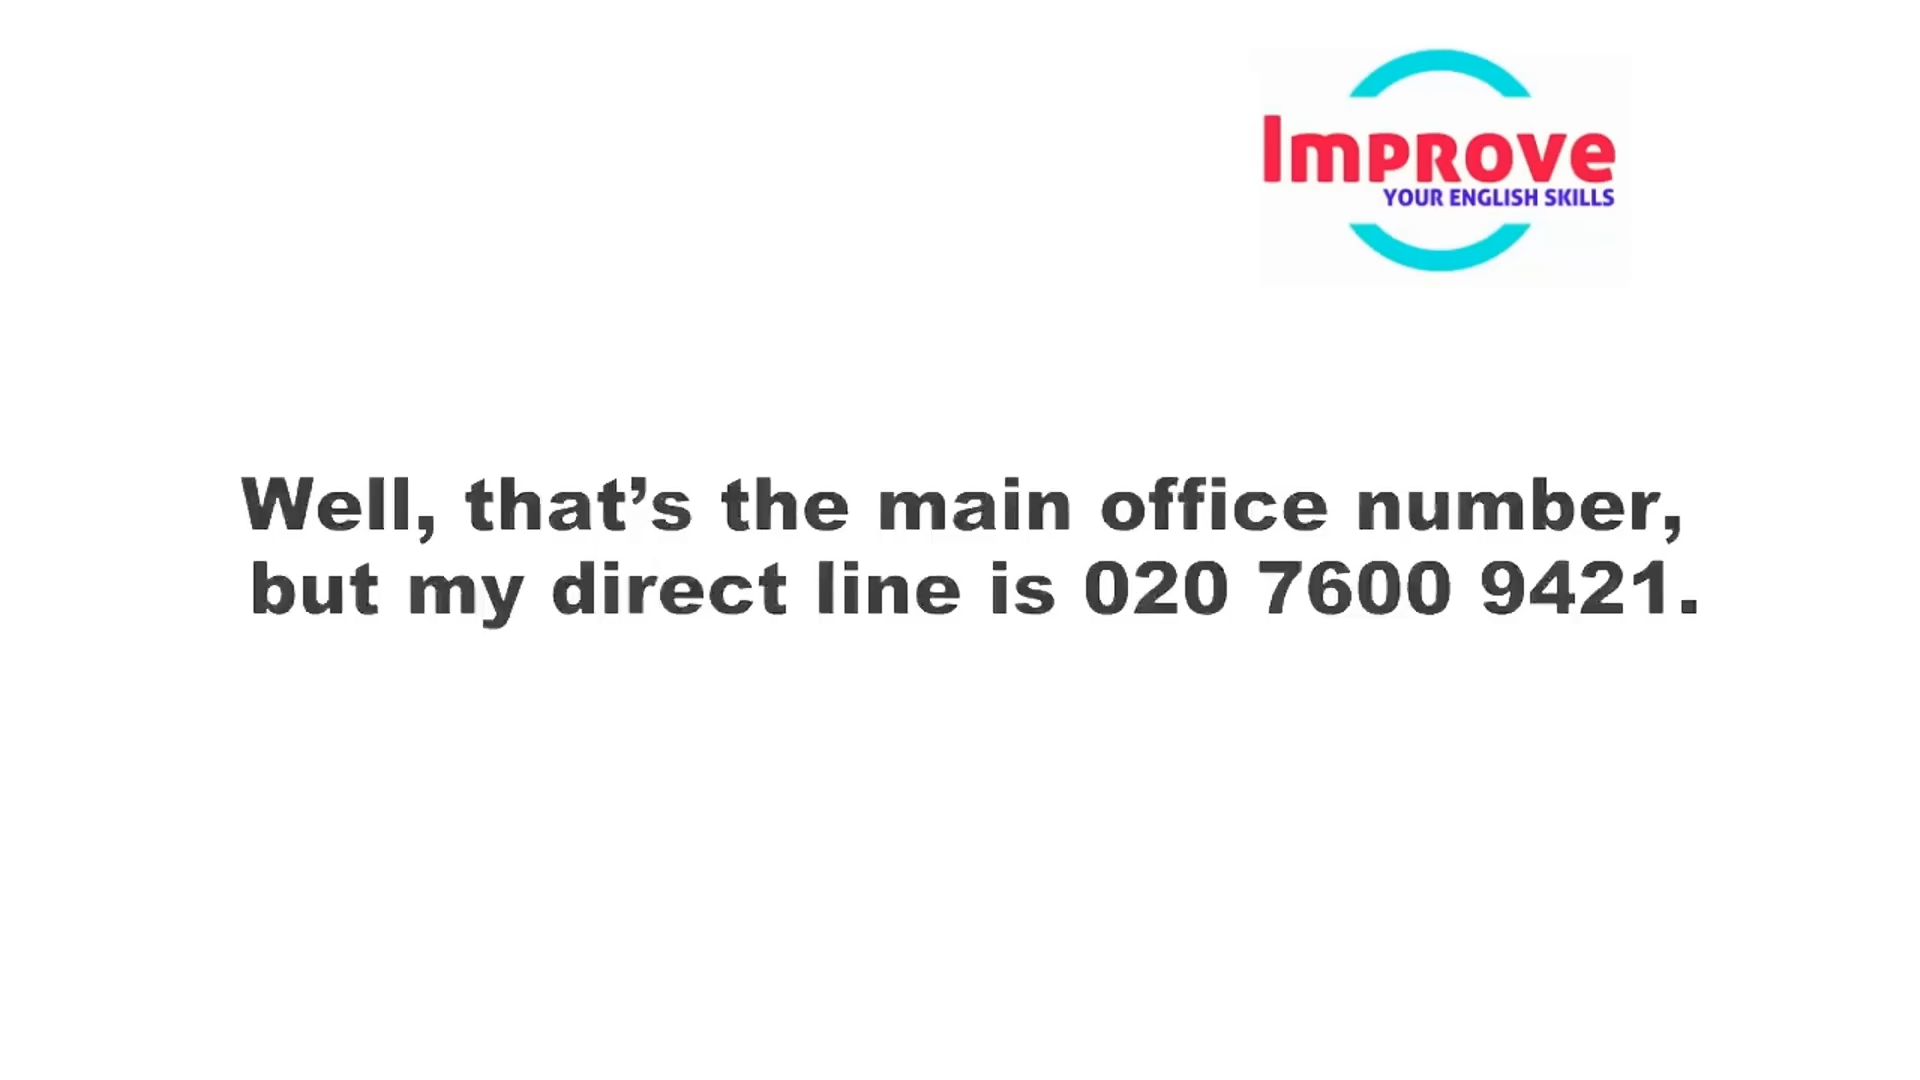 Improve
YOUR ENGLISH SKILLS
Well, that’s the main office number,
but my direct line is 020 7600 9421.